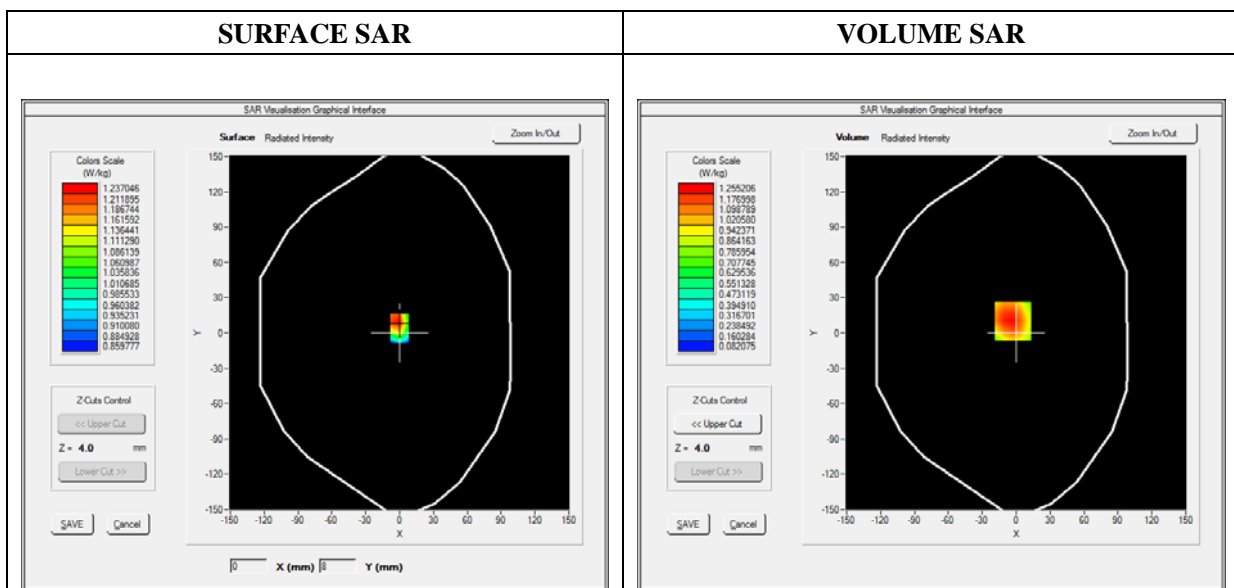 SURFACE SAR
VOLUME SAR
SAR Visualisation Graphical Interface
Surface Radiated Intensity
Zoom In/Out
Colors Scale
(W/kg)
1.237046
1.211895
1.186744
1.161592
1.136441
1.111290
1.086139
1.060987
1.035836
1.010685
0.985533
0.960382
0.935231
0.910080
0.884928
0.859777
Z-Cuts Control
<< Upper Cut
Z = 4.0 mm
Lower Cut >>
SAVE Cancel
150
120
90
60
30
0
-30
-60
-90
-120
-150
Y
-150 -120 -90 -60 -30 0 30 60 90 120 150
X
0 X (mm) 8 Y (mm)
SAR Visualisation Graphical Interface
Volume Radiated Intensity
Zoom In/Out
Colors Scale
(W/kg)
1.255206
1.176998
1.098789
1.020580
0.942371
0.864163
0.785954
0.707745
0.629536
0.551328
0.473119
0.394910
0.316701
0.238492
0.160284
0.082075
Z-Cuts Control
<< Upper Cut
Z = 4.0 mm
Lower Cut >>
SAVE Cancel
150
120
90
60
30
0
-30
-60
-90
-120
-150
Y
-150 -120 -90 -60 -30 0 30 60 90 120 150
X